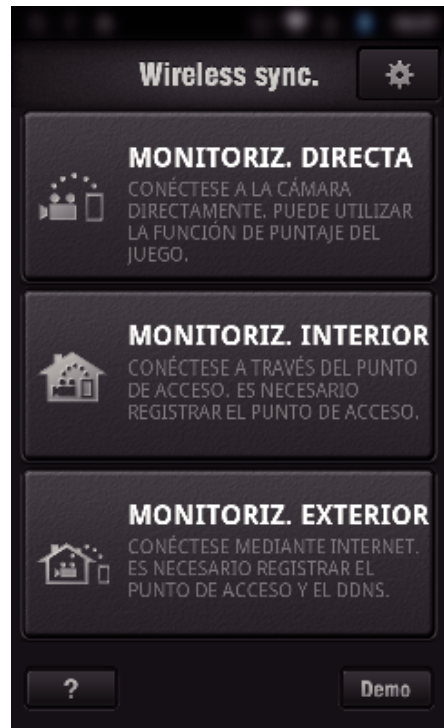 Wireless sync.
MONITORIZ. DIRECTA
CONÉCTESE A LA CÁMARA
DIRECTAMENTE. PUEDE UTILIZAR
LA FUNCIÓN DE PUNTAJE DEL
JUEGO.
MONITORIZ. INTERIOR
CONÉCTESE A TRAVÉS DEL PUNTO
DE ACCESO. ES NECESARIO
REGISTRAR EL PUNTO DE ACCESO.
MONITORIZ. EXTERIOR
CONÉCTESE MEDIANTE INTERNET.
ES NECESARIO REGISTRAR EL
PUNTO DE ACCESO Y EL DDNS.
?
Demo